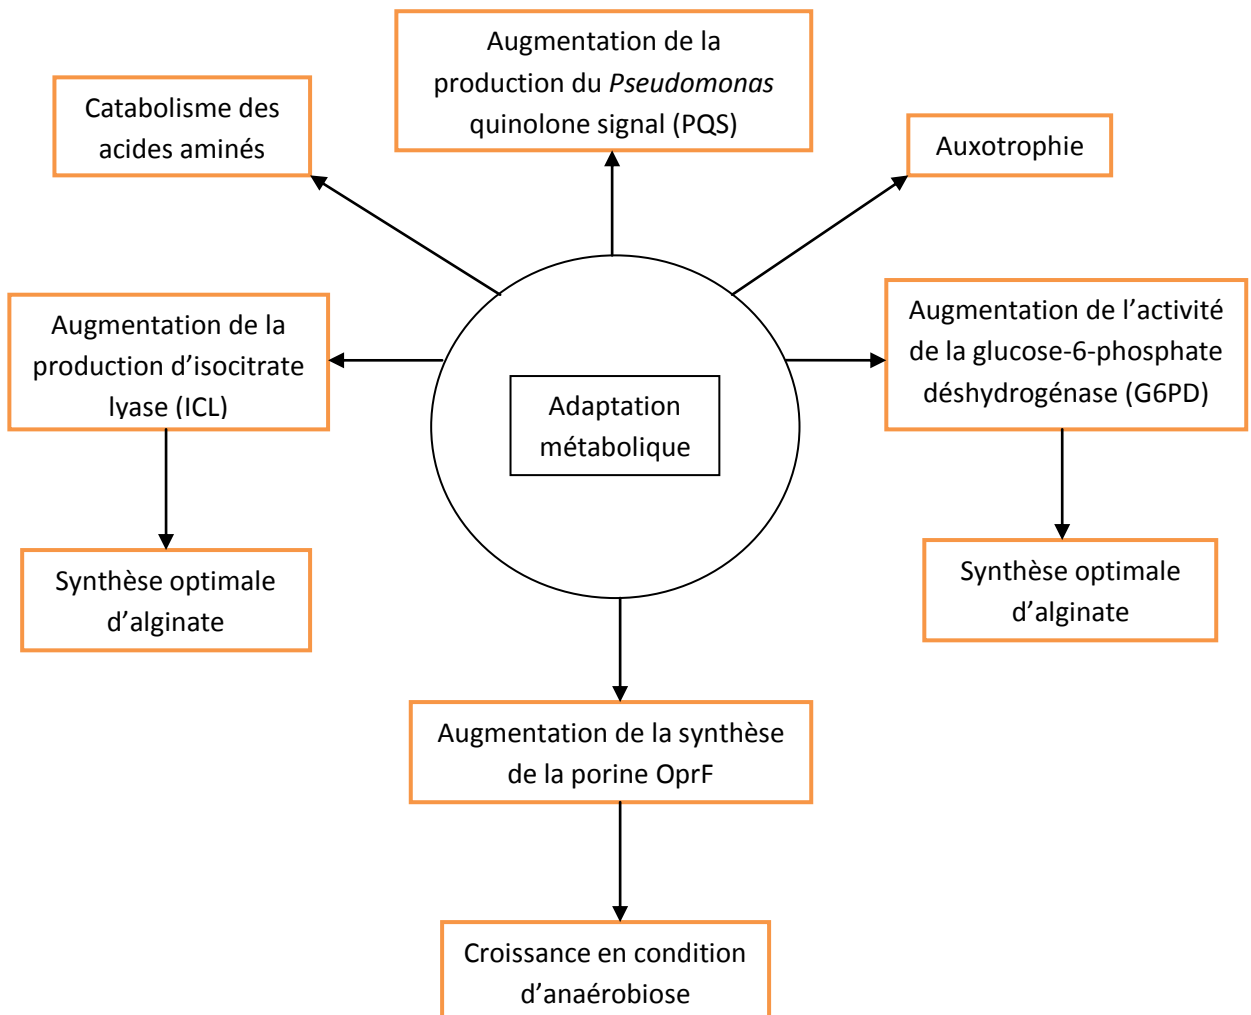 Augmentation de la
production du Pseudomonas
quinolone signal (PQS)
Catabolisme des
acides aminés
Auxotrophie
Augmentation de la
production d’isocitrate
lyase (ICL)
Augmentation de l’activité
de la glucose-6-phosphate
déshydrogénase (G6PD)
Adaptation
métabolique
Synthèse optimale
d’alginate
Synthèse optimale
d’alginate
Augmentation de la synthèse
de la porine OprF
Croissance en condition
d’anaérobiose